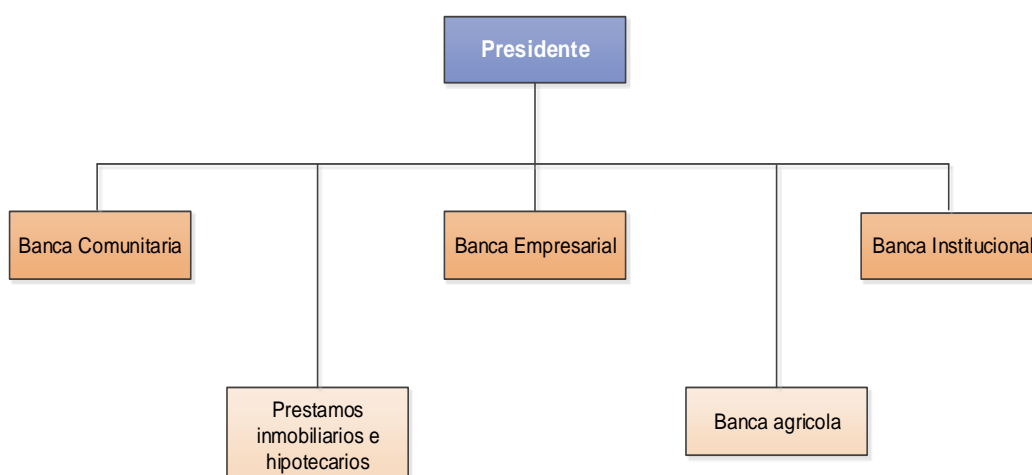 Presidente
Banca Comunitaria
Banca Empresarial
Banca Institucional
Prestamos
inmobiliarios e
hipotecarios
Banca agricola